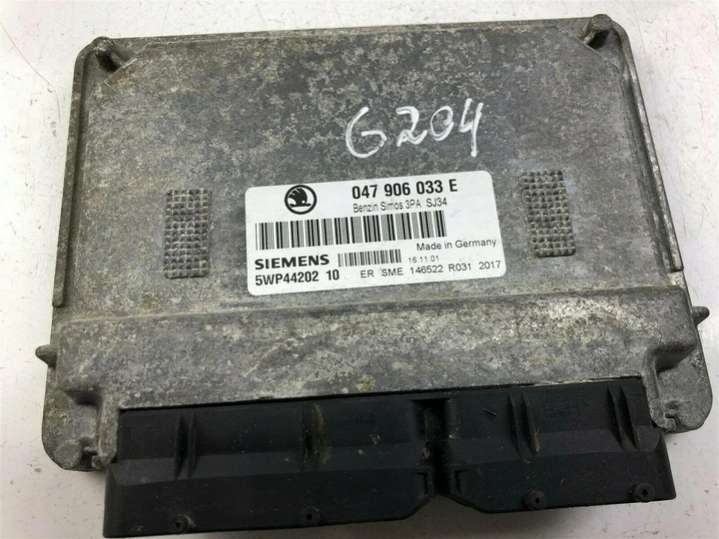 G204
047 906 033 E
Benzin Simos 3PA SJ34
Made in Germany
SIEMENS 16.11.01
5WP44202 10 ER SME 146522 R031 2017